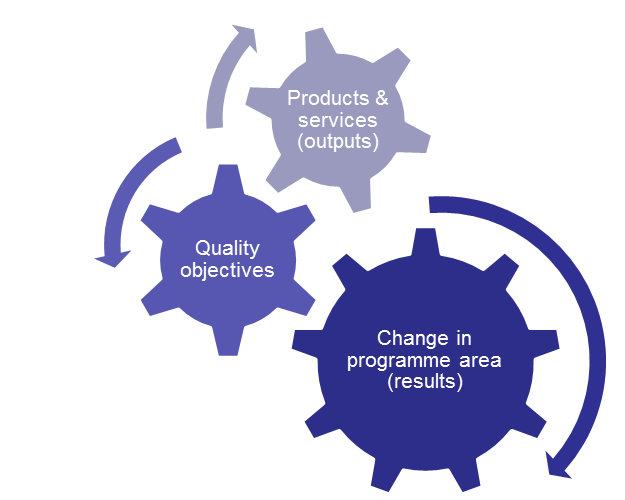 Products &
services
(outputs)
Quality
objectives
Change in
programme area
(results)